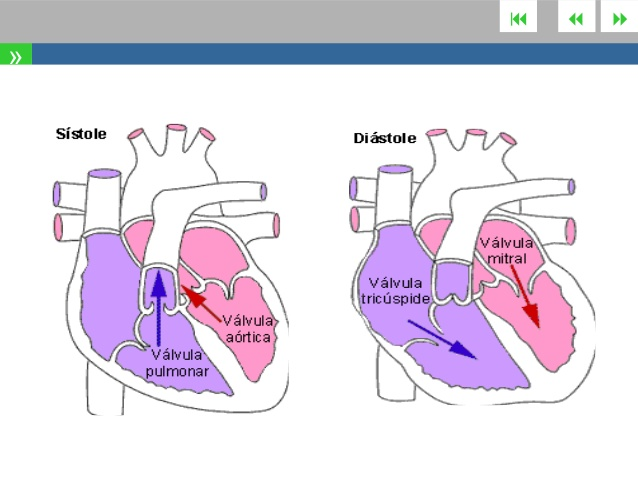 Sístole
Diástole
Válvula
mitral
Válvula
tricúspide
Válvula
aórtica
Válvula
pulmonar